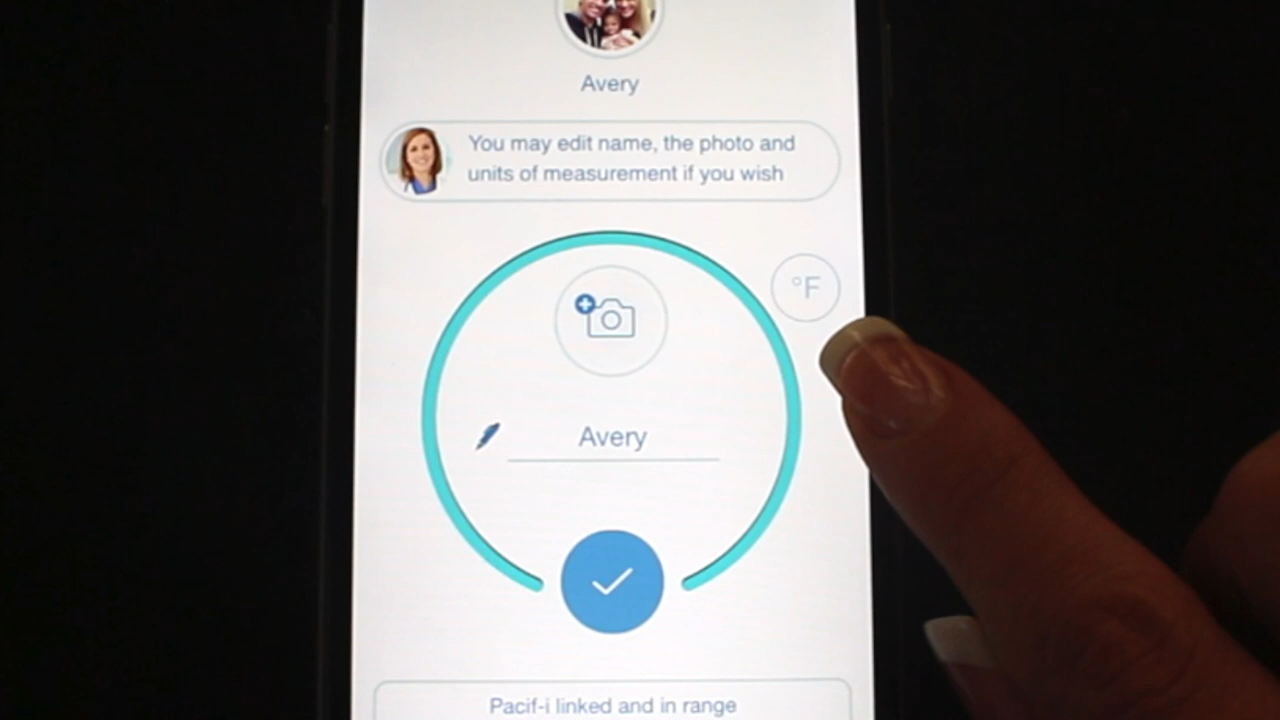 Avery
You may edit name, the photo and
units of measurement if you wish
°F
Avery
Pacif-i linked and in range